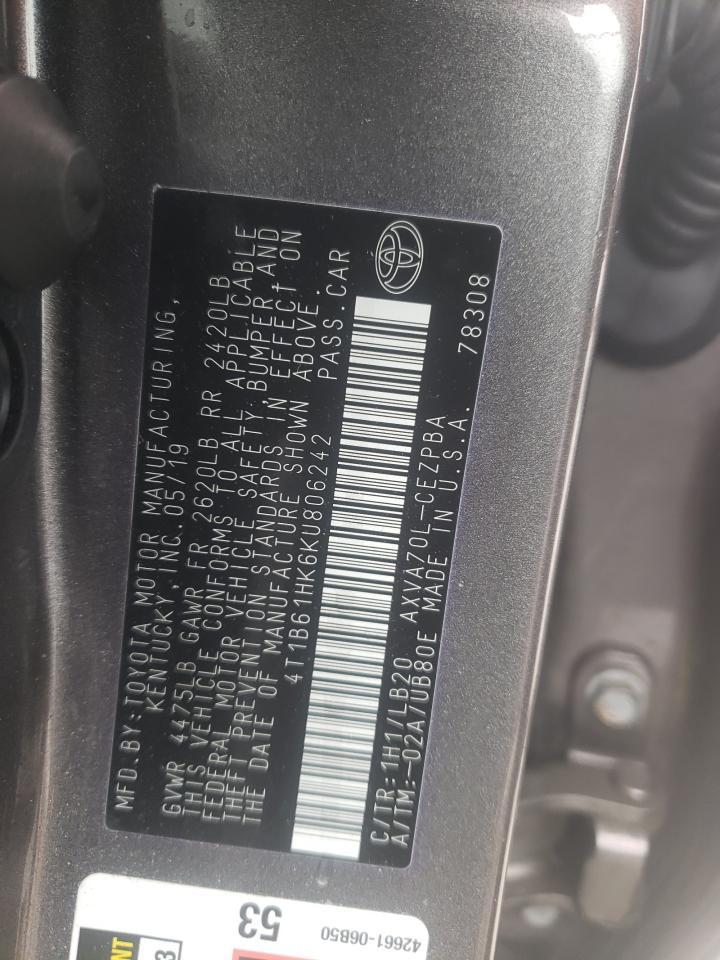 MFD.BY:TOYOTA MOTOR MANUFACTURING,
KENTUCKY, INC. 05/19
GVWR 4475LB GAWR FR 2620LB RR 2420LB
THIS VEHICLE CONFORMS TO ALL APPLICABLE
FEDERAL MOTOR VEHICLE SAFETY, BUMPER, AND
THEFT PREVENTION STANDARDS IN EFFECT ON
THE DATE OF MANUFACTURE SHOWN ABOVE.
4T1B61HK6KU806242 PASS.CAR
C/TR:1H1/LB20 AXVA70L-CEZPBA
A/TM:-02A/UB80E MADE IN U.S.A. 78308
53
42661-06B50